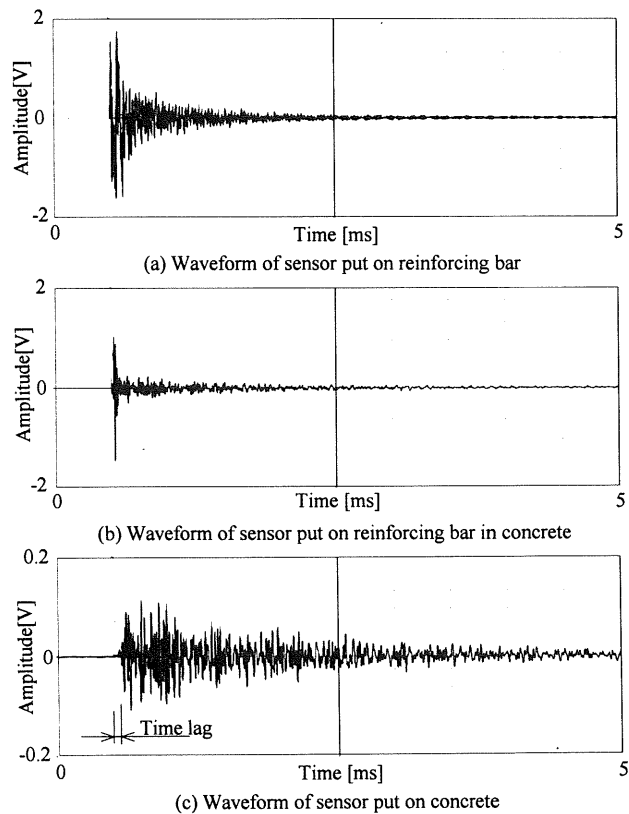 2
Amplitude[V]
0
-2
0
Time [ms]
5
(a) Waveform of sensor put on reinforcing bar
2
Amplitude[V]
0
-2
0
Time [ms]
5
(b) Waveform of sensor put on reinforcing bar in concrete
0.2
Amplitude[V]
0
Time lag
-0.2
0
Time [ms]
5
(c) Waveform of sensor put on concrete